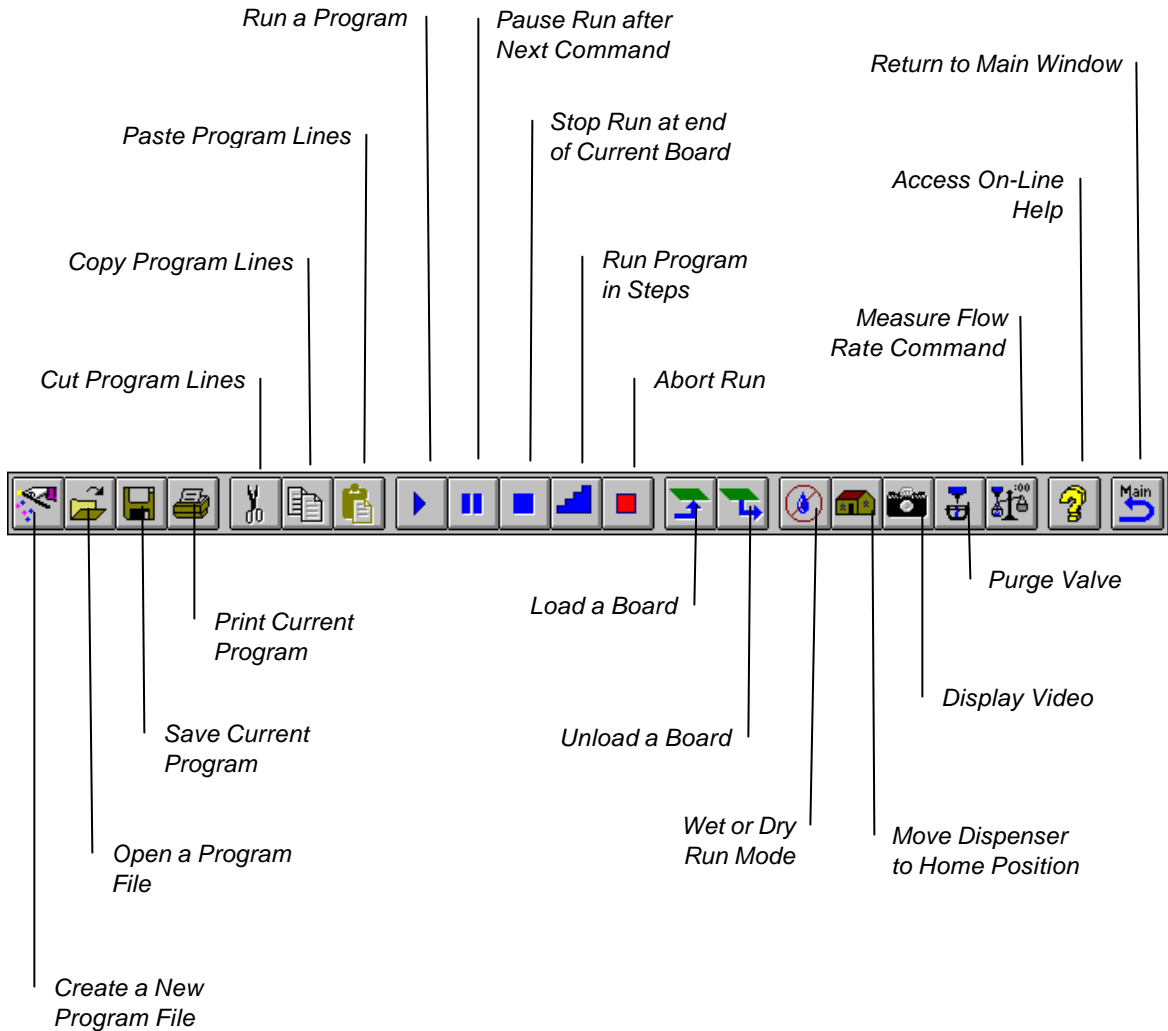 Run a Program
Pause Run after
Next Command
Return to Main Window
Paste Program Lines
Stop Run at end
of Current Board
Access On-Line
Help
Copy Program Lines
Run Program
in Steps
Measure Flow
Rate Command
Cut Program Lines
Abort Run
:00
Main
Purge Valve
Load a Board
Print Current
Program
Display Video
Save Current
Program
Unload a Board
Wet or Dry
Run Mode
Move Dispenser
to Home Position
Open a Program
File
Create a New
Program File